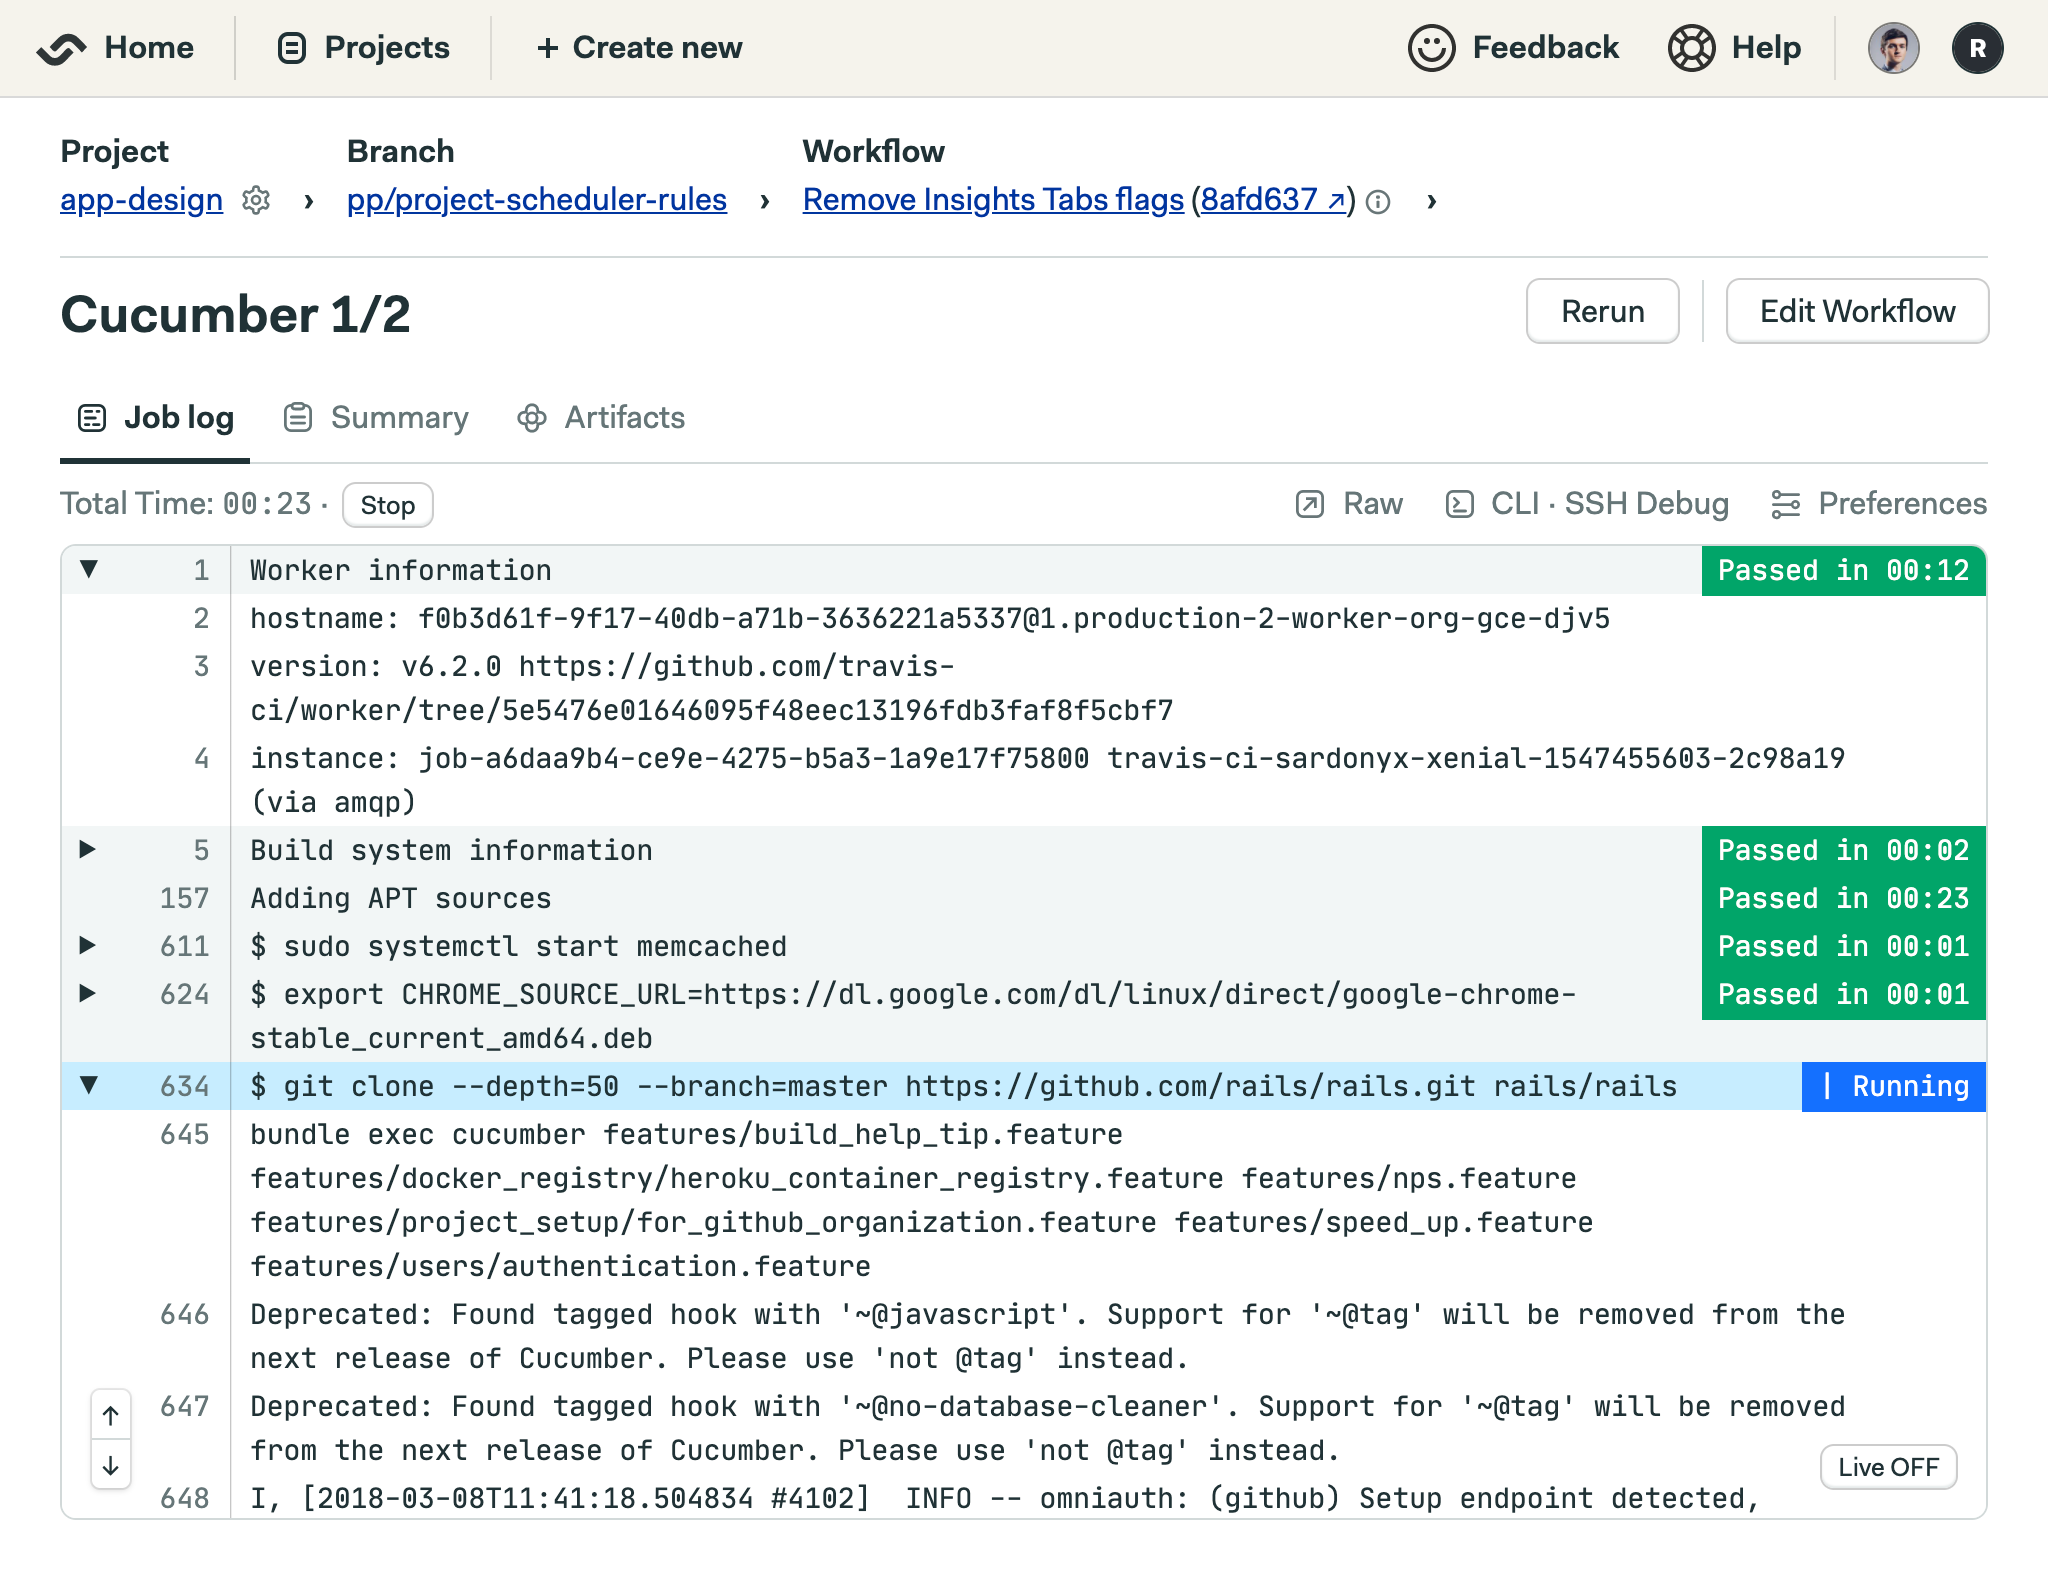 Home
Projects
+ Create new
Feedback
Help
R
Project
Branch
Workflow
app-design › pp/project-scheduler-rules › Remove Insights Tabs flags (8afd637 ↗) ›
Cucumber 1/2
Rerun
Edit Workflow
Job log
Summary
Artifacts
Total Time: 00:23 ·
Stop
Raw
CLI · SSH Debug
Preferences
1 Worker information Passed in 00:12
2 hostname: f0b3d61f-9f17-40db-a71b-3636221a5337@1.production-2-worker-org-gce-djv5
3 version: v6.2.0 https://github.com/travis-
ci/worker/tree/5e5476e01646095f48eec13196fdb3faf8f5cbf7
4 instance: job-a6daa9b4-ce9e-4275-b5a3-1a9e17f75800 travis-ci-sardonyx-xenial-1547455603-2c98a19
(via amqp)
5 Build system information Passed in 00:02
157 Adding APT sources Passed in 00:23
611 $ sudo systemctl start memcached Passed in 00:01
624 $ export CHROME_SOURCE_URL=https://dl.google.com/dl/linux/direct/google-chrome- Passed in 00:01
stable_current_amd64.deb
634 $ git clone --depth=50 --branch=master https://github.com/rails/rails.git rails/rails | Running
645 bundle exec cucumber features/build_help_tip.feature
features/docker_registry/heroku_container_registry.feature features/nps.feature
features/project_setup/for_github_organization.feature features/speed_up.feature
features/users/authentication.feature
646 Deprecated: Found tagged hook with '~@javascript'. Support for '~@tag' will be removed from the
next release of Cucumber. Please use 'not @tag' instead.
647 Deprecated: Found tagged hook with '~@no-database-cleaner'. Support for '~@tag' will be removed
from the next release of Cucumber. Please use 'not @tag' instead.
Live OFF
648 I, [2018-03-08T11:41:18.504834 #4102]  INFO -- omniauth: (github) Setup endpoint detected,